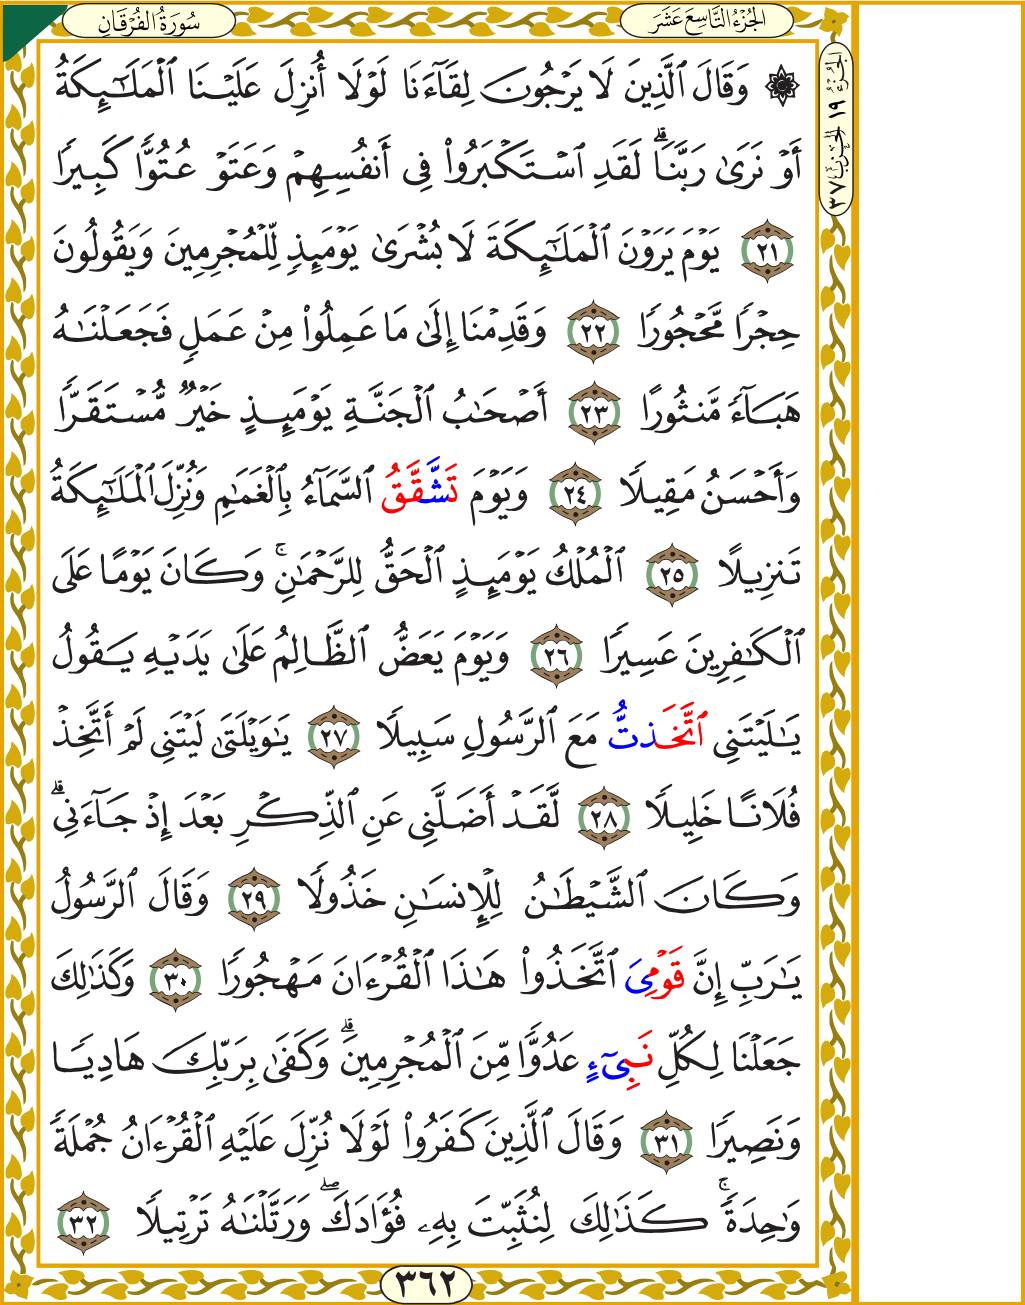 سُورَةُ الفُرْقَانِ
الجُزْءُ التَّاسِعَ عَشَرَ
الجُزْءُ ١٩ الحِزْبُ ٣٧
۞ وَقَالَ ٱلَّذِينَ لَا يَرْجُونَ لِقَآءَنَا لَوْلَا أُنزِلَ عَلَيْنَا ٱلْمَلَـٰٓئِكَةُ
أَوْ نَرَىٰ رَبَّنَاۗ لَقَدِ ٱسْتَكْبَرُوا۟ فِى أَنفُسِهِمْ وَعَتَوْ عُتُوًّا كَبِيرًا
٢١ يَوْمَ يَرَوْنَ ٱلْمَلَـٰٓئِكَةَ لَا بُشْرَىٰ يَوْمَئِذٍ لِّلْمُجْرِمِينَ وَيَقُولُونَ
حِجْرًا مَّحْجُورًا ٢٢ وَقَدِمْنَا إِلَىٰ مَا عَمِلُوا۟ مِنْ عَمَلٍ فَجَعَلْنَـٰهُ
هَبَآءً مَّنثُورًا ٢٣ أَصْحَـٰبُ ٱلْجَنَّةِ يَوْمَئِذٍ خَيْرٌ مُّسْتَقَرًّا
وَأَحْسَنُ مَقِيلًا ٢٤ وَيَوْمَ تَشَّقَّقُ ٱلسَّمَآءُ بِٱلْغَمَـٰمِ وَنُزِّلَ ٱلْمَلَـٰٓئِكَةُ
تَنزِيلًا ٢٥ ٱلْمُلْكُ يَوْمَئِذٍ ٱلْحَقُّ لِلرَّحْمَـٰنِۚ وَكَانَ يَوْمًا عَلَى
ٱلْكَـٰفِرِينَ عَسِيرًا ٢٦ وَيَوْمَ يَعَضُّ ٱلظَّالِمُ عَلَىٰ يَدَيْهِ يَقُولُ
يَـٰلَيْتَنِى ٱتَّخَذتُّ مَعَ ٱلرَّسُولِ سَبِيلًا ٢٧ يَـٰوَيْلَتَىٰ لَيْتَنِى لَمْ أَتَّخِذْ
فُلَانًا خَلِيلًا ٢٨ لَّقَدْ أَضَلَّنِى عَنِ ٱلذِّكْرِ بَعْدَ إِذْ جَآءَنِىۗ
وَكَانَ ٱلشَّيْطَـٰنُ لِلْإِنسَـٰنِ خَذُولًا ٢٩ وَقَالَ ٱلرَّسُولُ
يَـٰرَبِّ إِنَّ قَوْمِىَ ٱتَّخَذُوا۟ هَـٰذَا ٱلْقُرْءَانَ مَهْجُورًا ٣٠ وَكَذَٰلِكَ
جَعَلْنَا لِكُلِّ نَبِىٓءٍ عَدُوًّا مِّنَ ٱلْمُجْرِمِينَۗ وَكَفَىٰ بِرَبِّكَ هَادِيًا
وَنَصِيرًا ٣١ وَقَالَ ٱلَّذِينَ كَفَرُوا۟ لَوْلَا نُزِّلَ عَلَيْهِ ٱلْقُرْءَانُ جُمْلَةً
وَٰحِدَةًۚ كَذَٰلِكَ لِنُثَبِّتَ بِهِۦ فُؤَادَكَۖ وَرَتَّلْنَـٰهُ تَرْتِيلًا ٣٢
٣٦٢